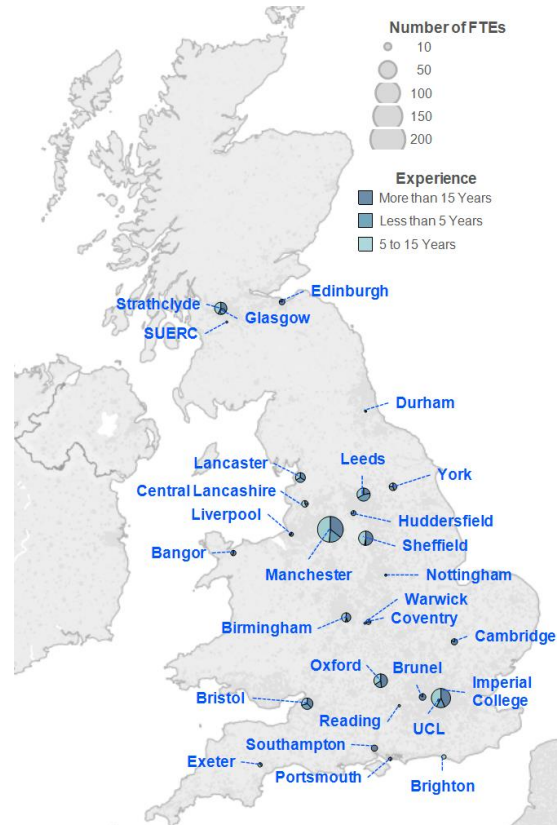 Number of FTEs
10
50
100
150
200
Experience
More than 15 Years
Less than 5 Years
5 to 15 Years
Edinburgh
Strathclyde
Glasgow
SUERC
Durham
Lancaster
Leeds
York
Central Lancashire
Liverpool
Huddersfield
Sheffield
Bangor
Manchester
Nottingham
Warwick
Coventry
Birmingham
Cambridge
Oxford
Brunel
Imperial
College
Bristol
Reading
UCL
Southampton
Exeter
Portsmouth
Brighton